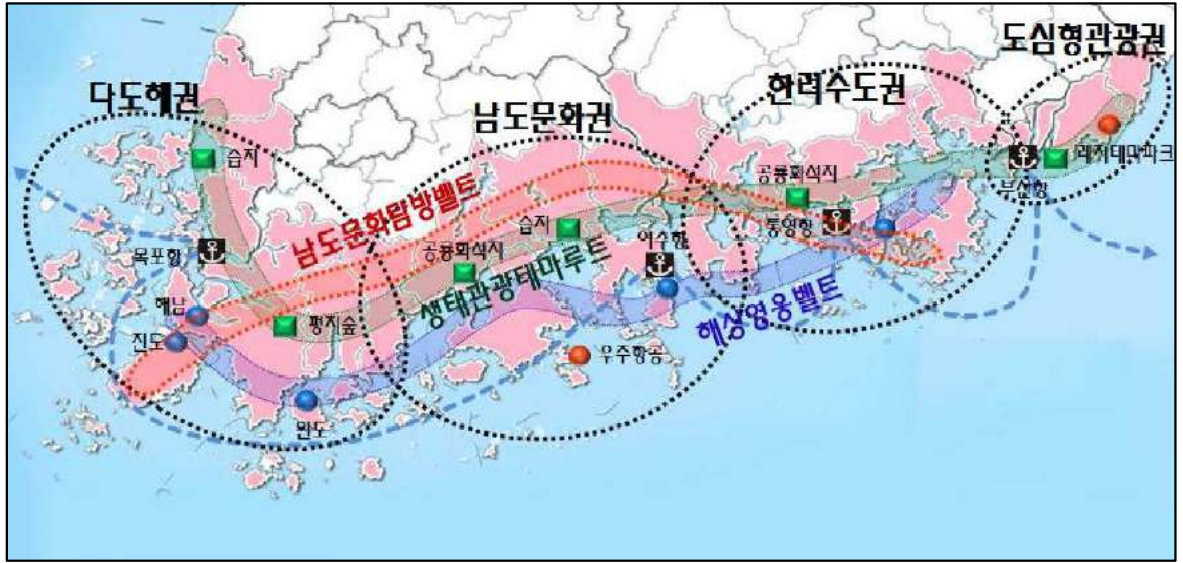 도심형관광권
다도해권
남도문화권
한려수도권
습지
공룡화석지
부산항
레저테마파크
남도문화탐방벨트
습지
통영항
목포항
공룡화석지
여수항
생태관광테마루트
해상영웅벨트
해남
평지숲
진도
우주항공
완도